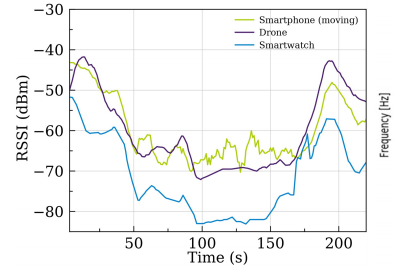 −30
−40
−50
−60
−70
−80
RSSI (dBm)
Smartphone (moving)
Drone
Smartwatch
50
100
150
200
Time (s)
Frequency [Hz]